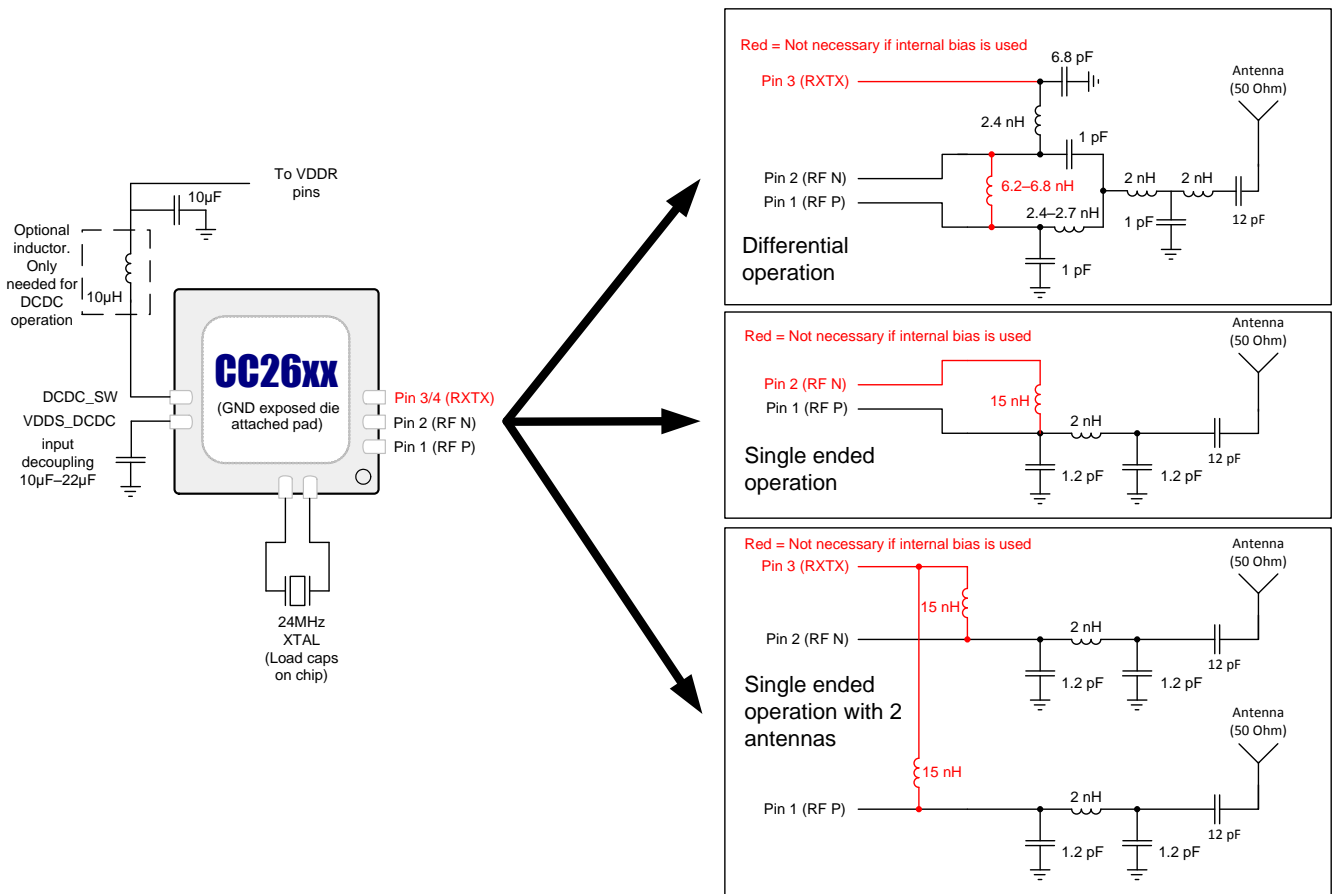 To VDDR
pins
10µF
Optional
inductor.
Only
needed for
DCDC
operation
10µH
CC26xx
(GND exposed die
attached pad)
DCDC_SW
VDDS_DCDC
input
decoupling
10µF–22µF
Pin 3/4 (RXTX)
Pin 2 (RF N)
Pin 1 (RF P)
24MHz
XTAL
(Load caps
on chip)
Red = Not necessary if internal bias is used
Pin 3 (RXTX)
6.8 pF
Antenna
(50 Ohm)
2.4 nH
1 pF
Pin 2 (RF N)
Pin 1 (RF P)
6.2–6.8 nH
2 nH
2 nH
2.4–2.7 nH
1 pF
12 pF
Differential
operation
1 pF
Red = Not necessary if internal bias is used
Antenna
(50 Ohm)
Pin 2 (RF N)
Pin 1 (RF P)
15 nH
2 nH
12 pF
Single ended
operation
1.2 pF
1.2 pF
Red = Not necessary if internal bias is used
Pin 3 (RXTX)
Antenna
(50 Ohm)
15 nH
Pin 2 (RF N)
2 nH
12 pF
1.2 pF
1.2 pF
Single ended
operation with 2
antennas
Antenna
(50 Ohm)
15 nH
Pin 1 (RF P)
2 nH
12 pF
1.2 pF
1.2 pF